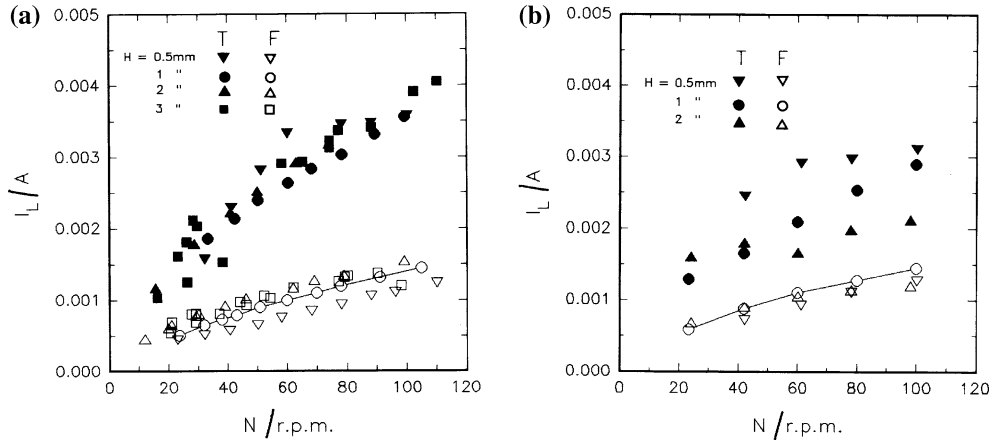 (a)
0.005
0.004
0.003
0.002
0.001
0.000
I_L/A
T F
H = 0.5mm
1 "
2 "
3 "
0 20 40 60 80 100 120
N/r.p.m.
(b)
0.005
0.004
0.003
0.002
0.001
0.000
I_L/A
T F
H = 0.5mm
1 "
2 "
0 20 40 60 80 100 120
N/r.p.m.